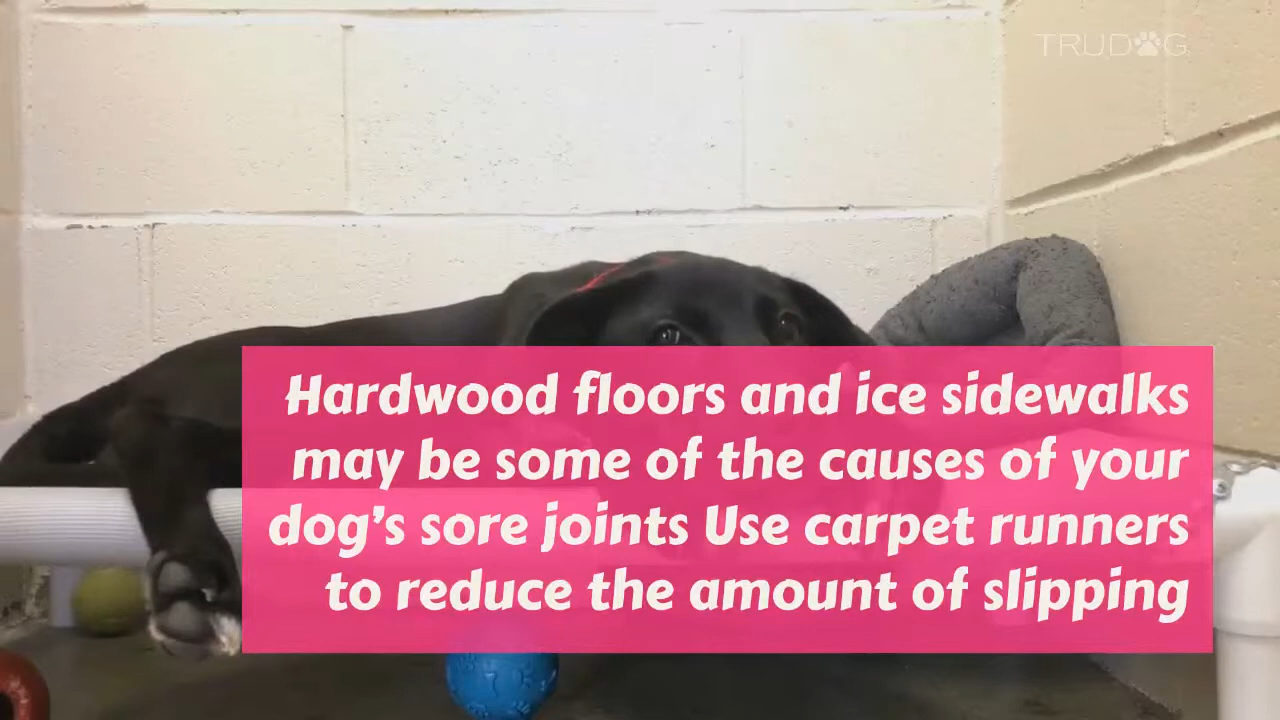 TRUDOG
Hardwood floors and ice sidewalks
may be some of the causes of your
dog's sore joints Use carpet runners
to reduce the amount of slipping